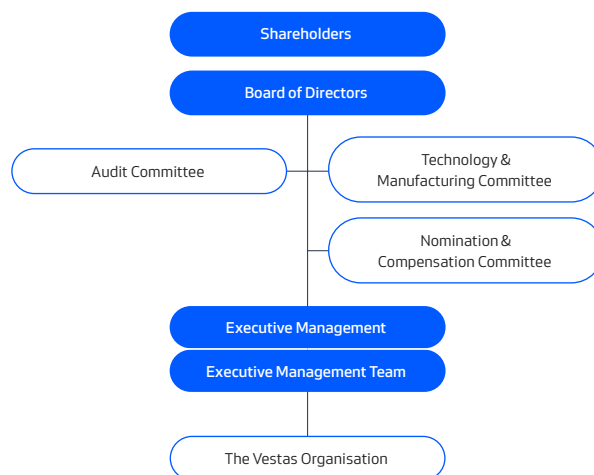 Shareholders
Board of Directors
Audit Committee
Technology &
Manufacturing Committee
Nomination &
Compensation Committee
Executive Management
Executive Management Team
The Vestas Organisation